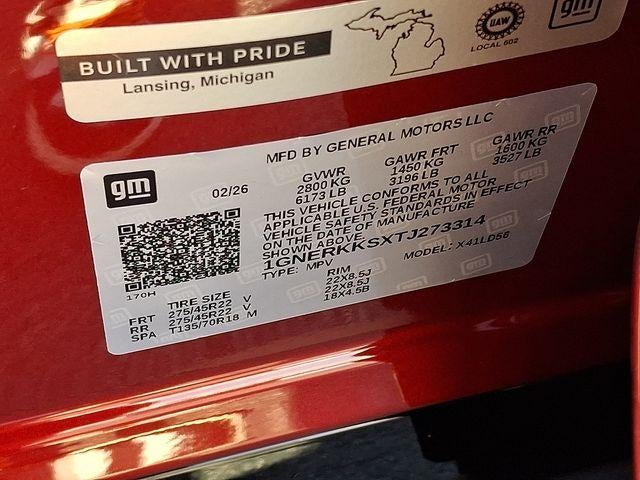 BUILT WITH PRIDE
Lansing, Michigan
UAW
LOCAL 602
gm
gm
02/26
MFD BY GENERAL MOTORS LLC
GVWR GAWR FRT GAWR RR
2800 KG 1450 KG 1600 KG
6173 LB 3196 LB 3527 LB
THIS VEHICLE CONFORMS TO ALL
APPLICABLE U.S. FEDERAL MOTOR
VEHICLE SAFETY STANDARDS IN EFFECT
ON THE DATE OF MANUFACTURE
SHOWN ABOVE.
1GNERKKSXTJ273314
TYPE: MPV MODEL: X41LD56
170H
TIRE SIZE RIM
FRT 275/45R22 V 22X8.5J
RR 275/45R22 V 22X8.5J
SPA T135/70R18 M 18X4.5B